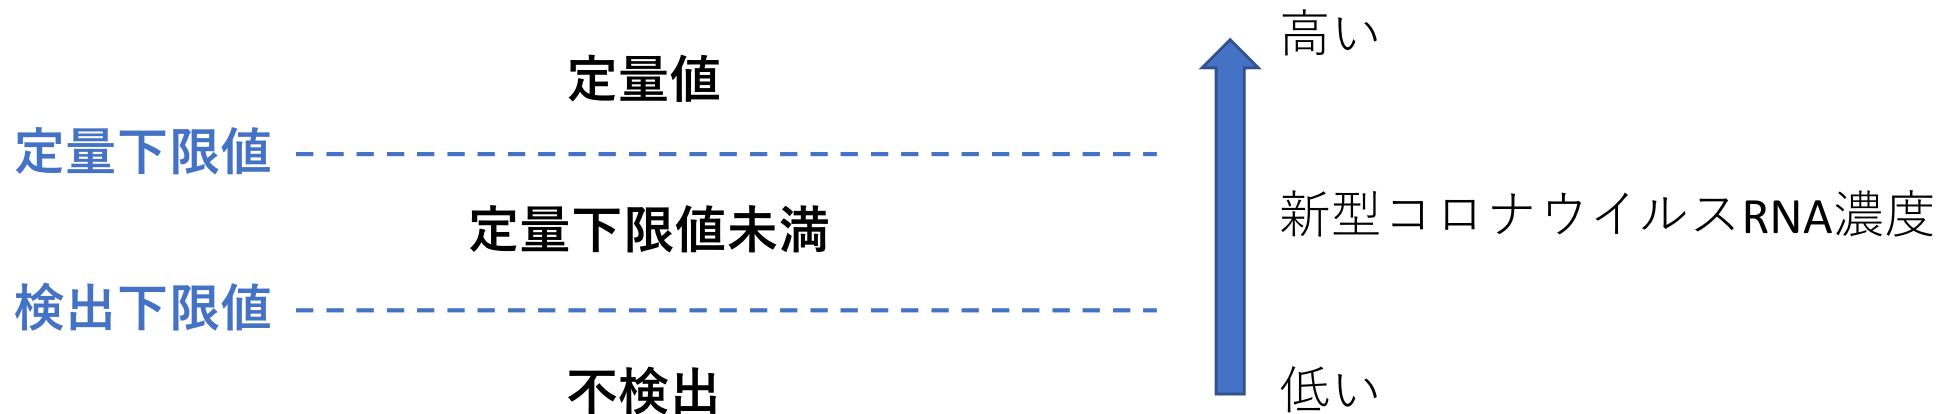 高い
定量値
定量下限値
定量下限値未満
新型コロナウイルスRNA濃度
検出下限値
不検出
低い